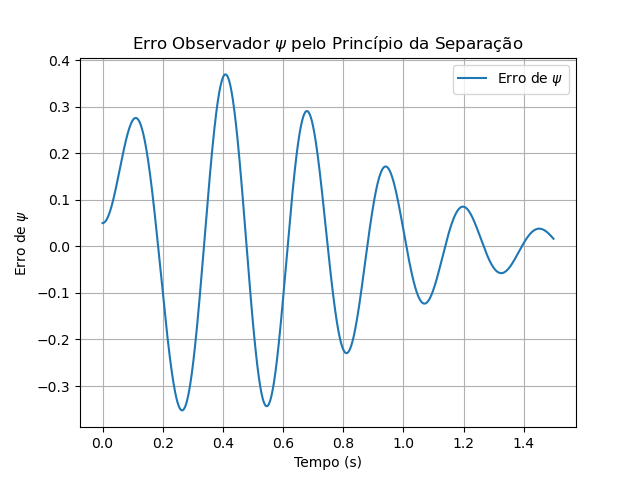 Erro Observador ψ pelo Princípio da Separação
Erro de ψ
0.4
0.3
0.2
0.1
0.0
−0.1
−0.2
−0.3
Erro de ψ
0.0 0.2 0.4 0.6 0.8 1.0 1.2 1.4
Tempo (s)